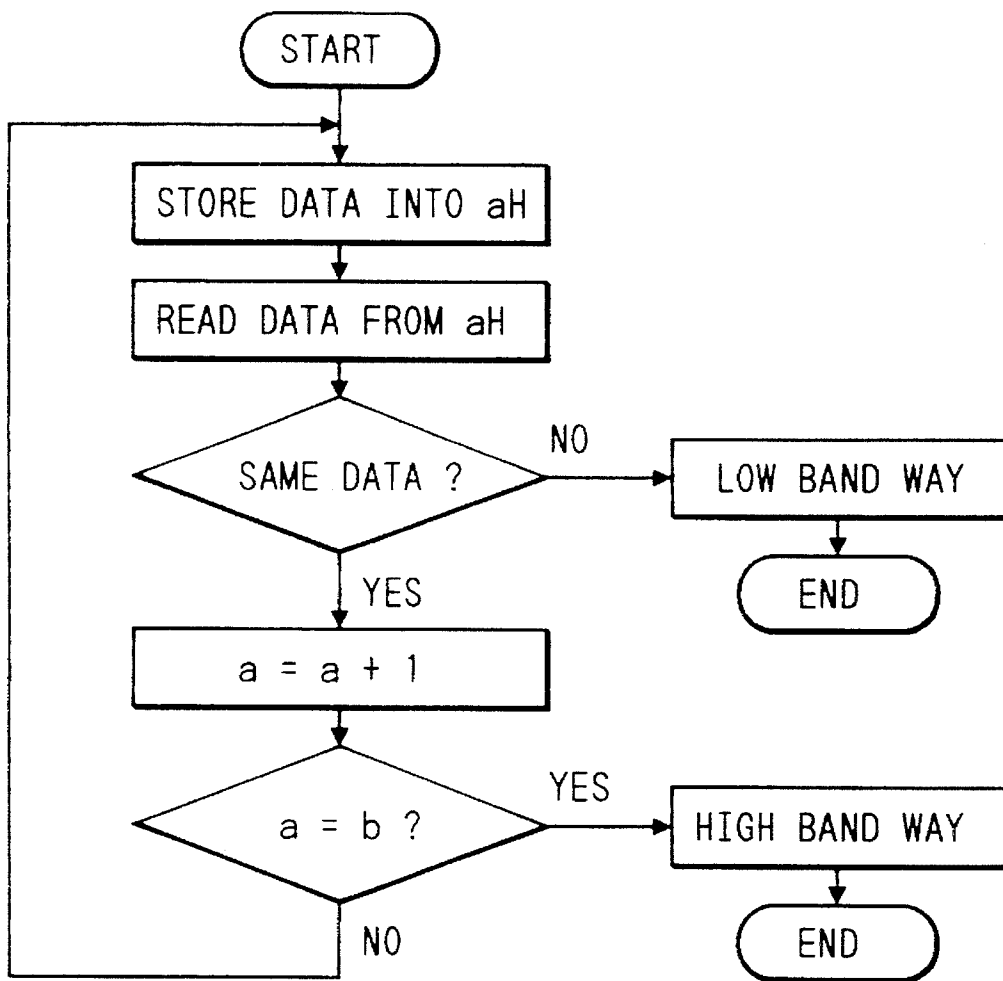 START
STORE DATA INTO aH
READ DATA FROM aH
SAME DATA ?
NO
LOW BAND WAY
END
YES
a = a + 1
a = b ?
YES
HIGH BAND WAY
END
NO